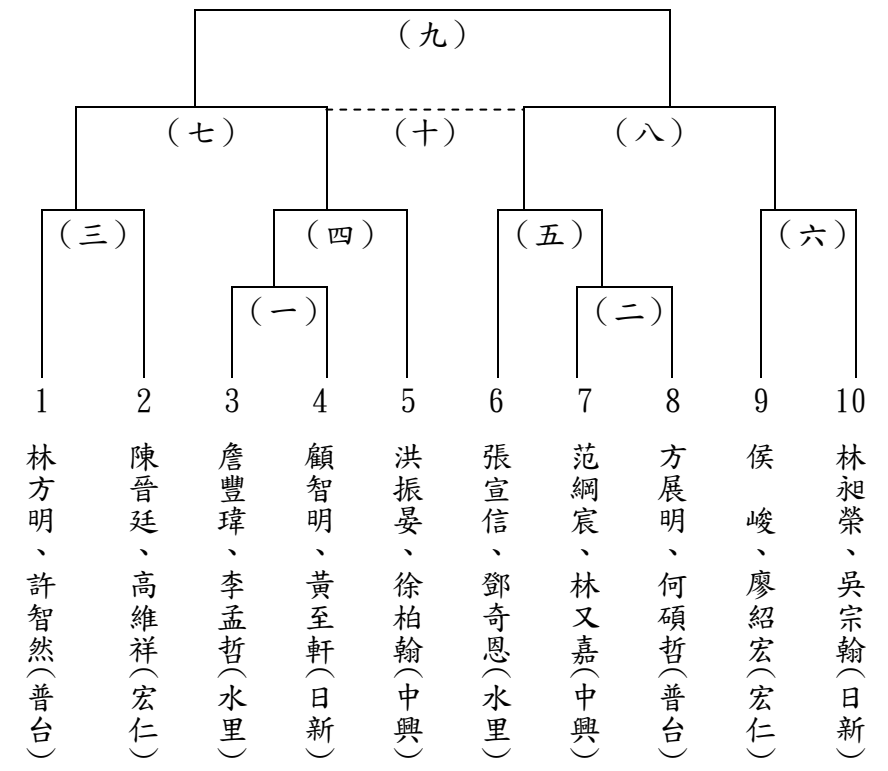 （九）
（七）
（十）
（八）
（三）
（四）
（五）
（六）
（一）
（二）
1 2 3 4 5 6 7 8 9 10
林方明、許智然（普台）
陳晉廷、高維祥（宏仁）
詹豐瑋、李孟哲（水里）
顧智明、黃至軒（日新）
洪振晏、徐柏翰（中興）
張宣信、鄧奇恩（水里）
范綱宸、林又嘉（中興）
方展明、何碩哲（普台）
侯　峻、廖紹宏（宏仁）
林昶榮、吳宗翰（日新）